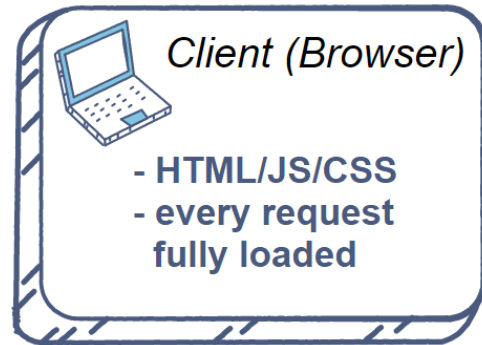 Client (Browser)
- HTML/JS/CSS
- every request
fully loaded